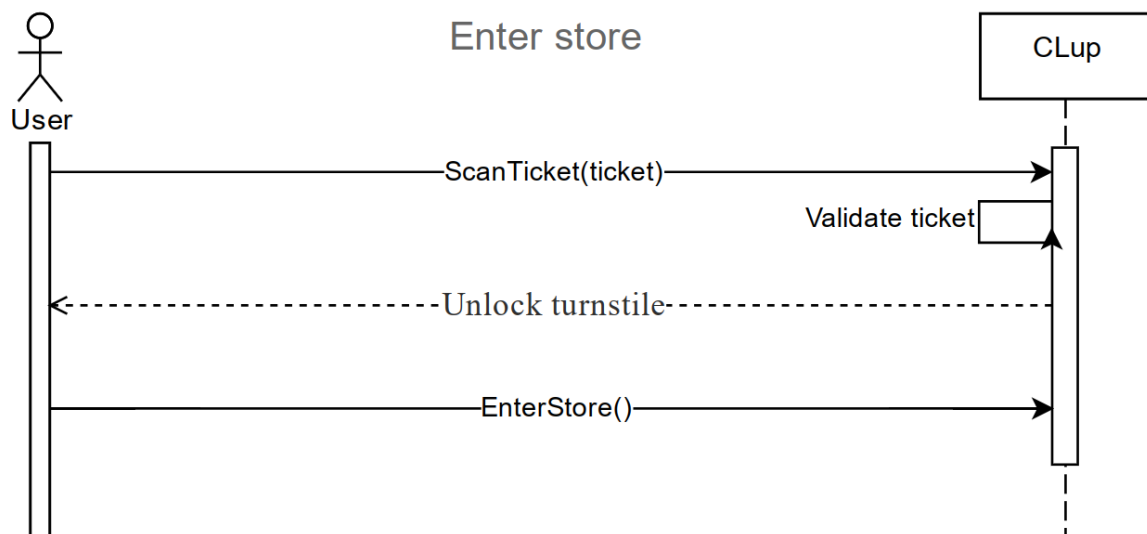 Enter store
CLup
User
ScanTicket(ticket)
Validate ticket
Unlock turnstile
EnterStore()